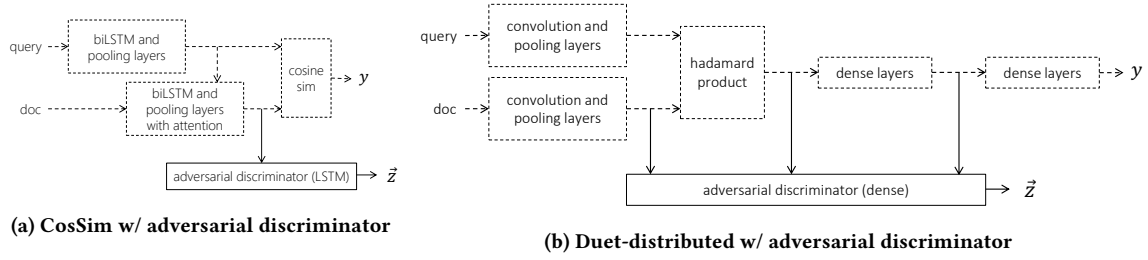 query
biLSTM and
pooling layers
doc
biLSTM and
pooling layers
with attention
cosine
sim
y
adversarial discriminator (LSTM)
z⃗
(a) CosSim w/ adversarial discriminator
query
convolution and
pooling layers
doc
convolution and
pooling layers
hadamard
product
dense layers
dense layers
y
adversarial discriminator (dense)
z⃗
(b) Duet-distributed w/ adversarial discriminator